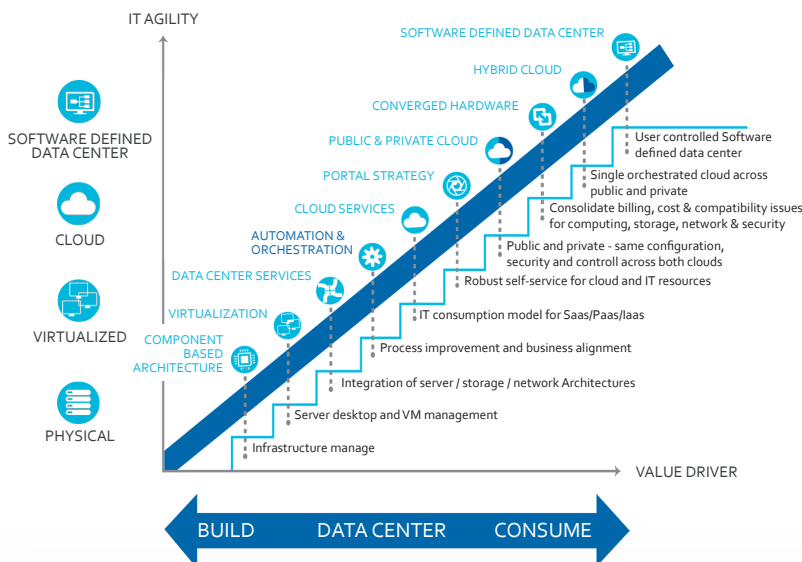 IT AGILITY
SOFTWARE DEFINED DATA CENTER
HYBRID CLOUD
CONVERGED HARDWARE
PUBLIC & PRIVATE CLOUD
PORTAL STRATEGY
CLOUD SERVICES
AUTOMATION &
ORCHESTRATION
DATA CENTER SERVICES
VIRTUALIZATION
COMPONENT
BASED
ARCHITECTURE
SOFTWARE DEFINED
DATA CENTER
CLOUD
VIRTUALIZED
PHYSICAL
User controlled Software
defined data center
Single orchestrated cloud across
public and private
Consolidate billing, cost & compatibility issues
for computing, storage, network & security
Public and private - same configuration,
security and controll across both clouds
Robust self-service for cloud and IT resources
IT consumption model for Saas/Paas/Iaas
Process improvement and business alignment
Integration of server / storage / network Architectures
Server desktop and VM management
Infrastructure manage
VALUE DRIVER
BUILD DATA CENTER CONSUME